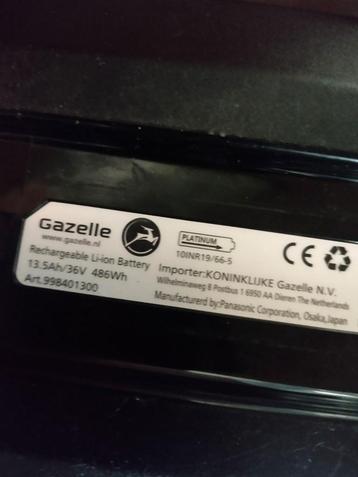 Gazelle
www.gazelle.nl
Rechargeable Li-ion Battery
13.5Ah/36V 486Wh
Art.998401300
PLATINUM
10INR19/66-5
Importer:KONINKLIJKE Gazelle N.V.
Wilhelminaweg 8 Postbus 1 6950 AA Dieren The Netherlands
Manufacturerd by:Panasonic Corporation, Osaka,Japan
CE